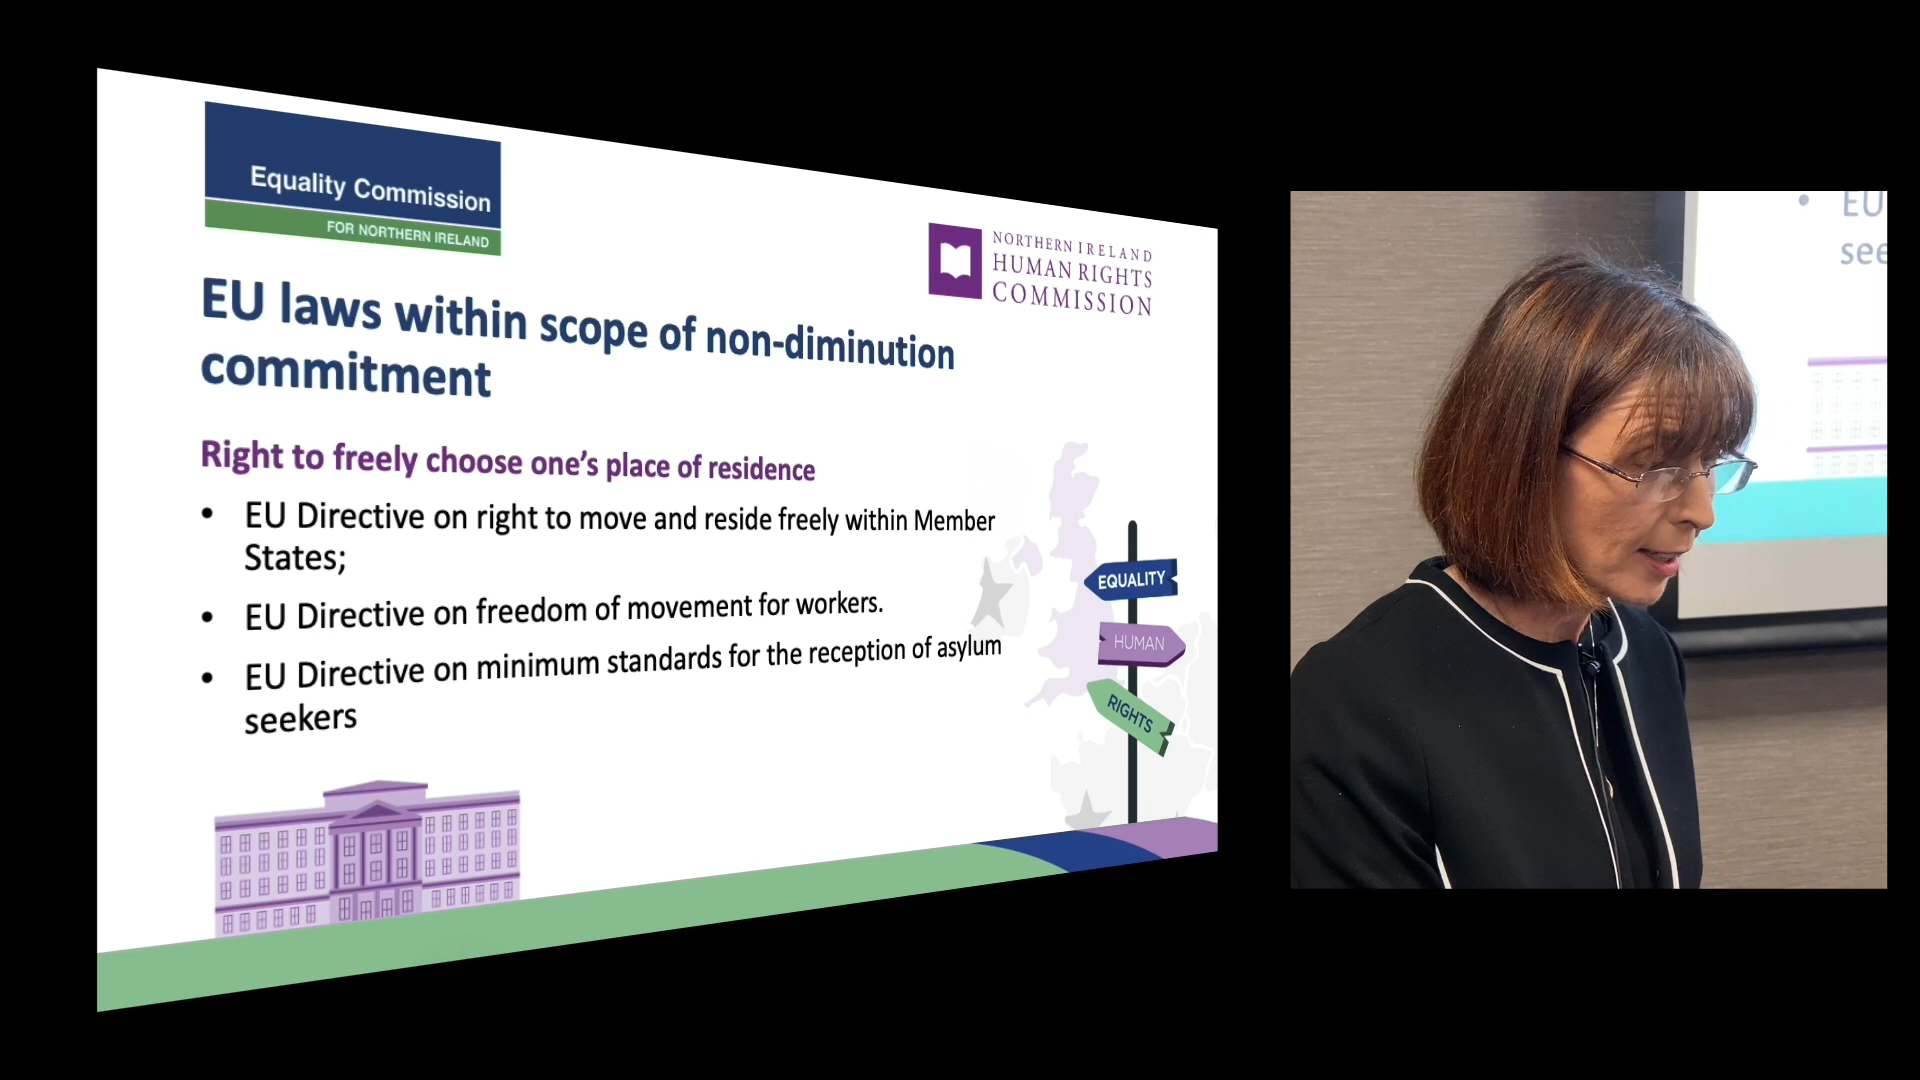 Equality Commission
FOR NORTHERN IRELAND
NORTHERN IRELAND
HUMAN RIGHTS
COMMISSION
EU laws within scope of non-diminution
commitment
Right to freely choose one's place of residence
• EU Directive on right to move and reside freely within Member
States;
• EU Directive on freedom of movement for workers.
• EU Directive on minimum standards for the reception of asylum
seekers
EQUALITY
HUMAN
RIGHTS
• EU
see